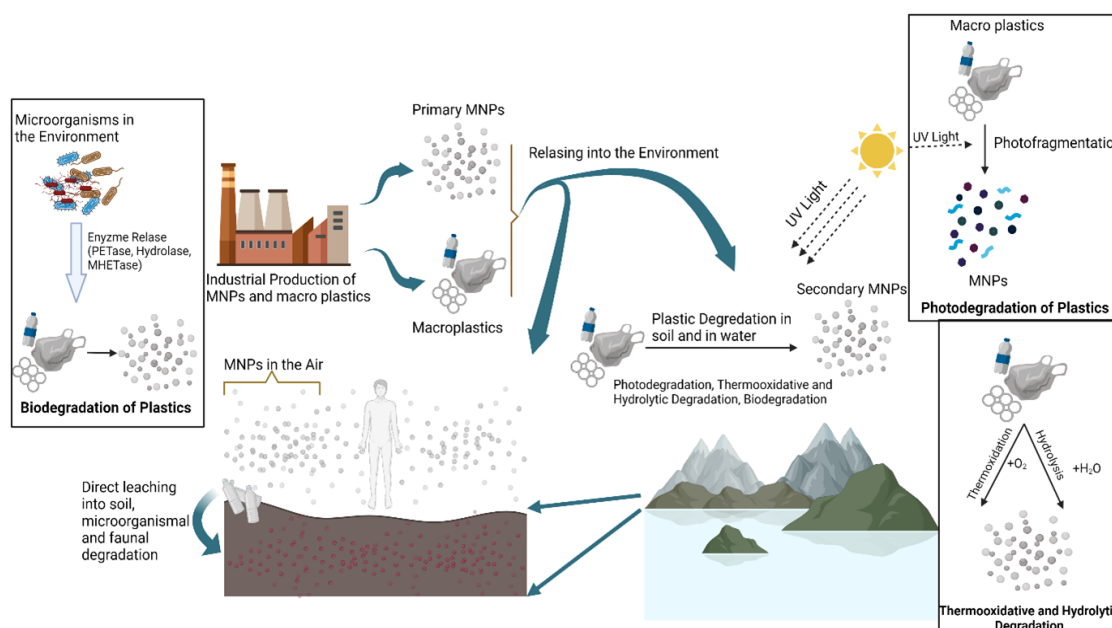 Microorganisms in
the Environment
Enyzme Relase
(PETase, Hydrolase,
MHETase)
Biodegradation of Plastics
Industrial Production of
MNPs and macro plastics
Primary MNPs
Macroplastics
Relasing into the Environment
MNPs in the Air
Direct leaching
into soil,
microorganismal
and faunal
degradation
UV Light
Plastic Degredation in
soil and in water
Secondary MNPs
Photodegradation, Thermooxidative and
Hydrolytic Degradation, Biodegradation
Macro plastics
UV Light
Photofragmentatio
MNPs
Photodegradation of Plastics
Thermoxidation
+O₂
Hydrolysis
+H₂O
Thermooxidative and Hydrolyti
Degradation